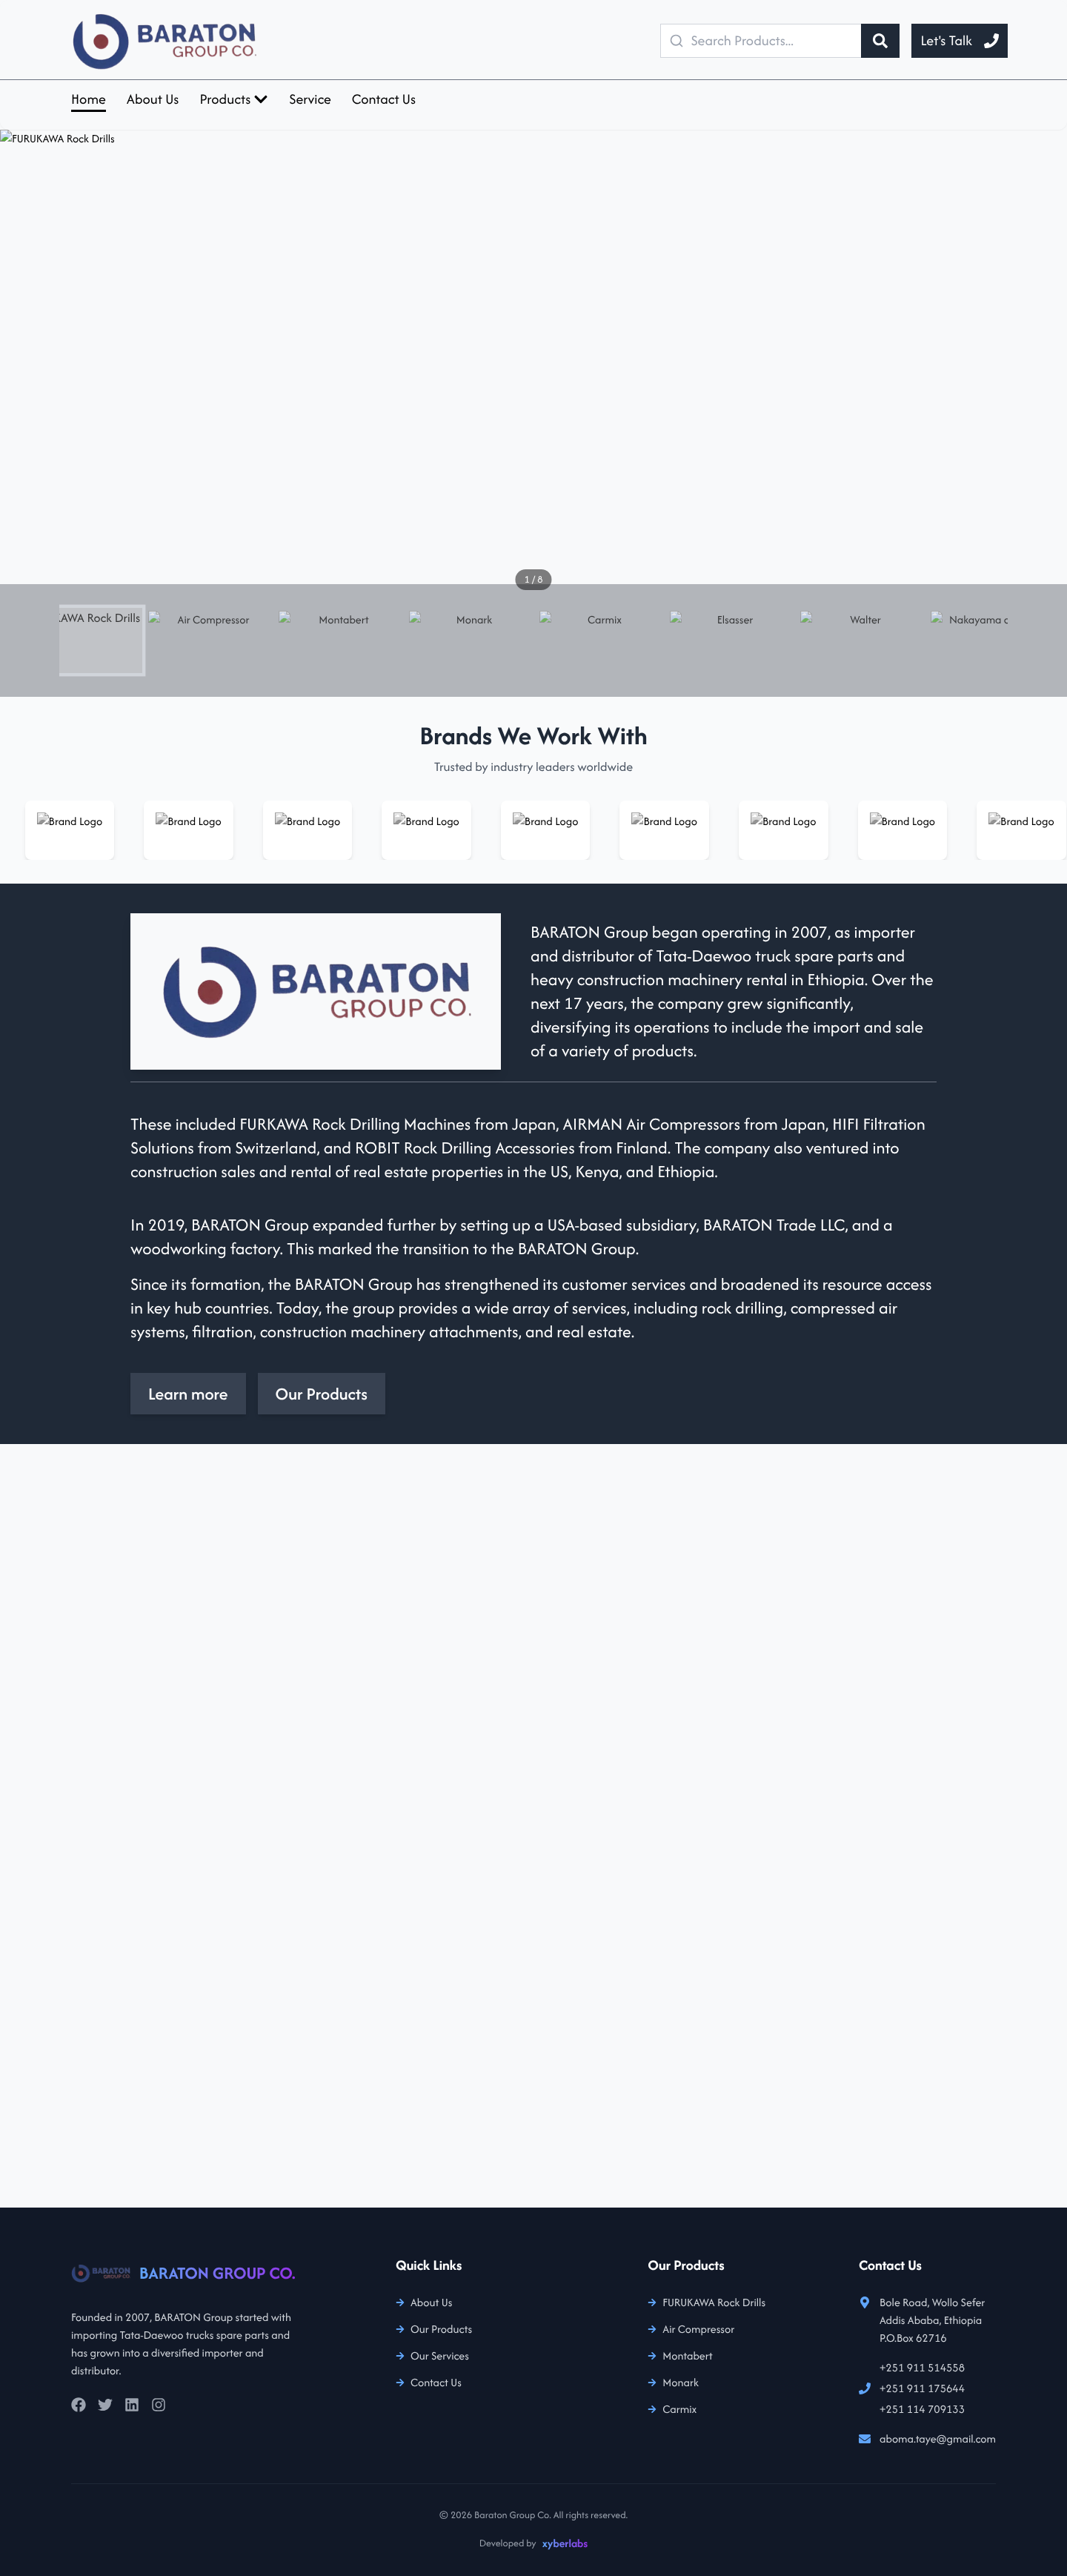 BARATON
GROUP CO.
Search Products...
Let's Talk
Home
About Us
Products
Service
Contact Us
FURUKAWA Rock Drills
1 / 8
AWA Rock Drills
Air Compressor
Montabert
Monark
Carmix
Elsasser
Walter
Nakayama
Brands We Work With
Trusted by industry leaders worldwide
Brand Logo
Brand Logo
Brand Logo
Brand Logo
Brand Logo
Brand Logo
Brand Logo
Brand Logo
Brand Logo
BARATON
GROUP CO.
BARATON Group began operating in 2007, as importer
and distributor of Tata-Daewoo truck spare parts and
heavy construction machinery rental in Ethiopia. Over the
next 17 years, the company grew significantly,
diversifying its operations to include the import and sale
of a variety of products.
These included FURKAWA Rock Drilling Machines from Japan, AIRMAN Air Compressors from Japan, HIFI Filtration
Solutions from Switzerland, and ROBIT Rock Drilling Accessories from Finland. The company also ventured into
construction sales and rental of real estate properties in the US, Kenya, and Ethiopia.
In 2019, BARATON Group expanded further by setting up a USA-based subsidiary, BARATON Trade LLC, and a
woodworking factory. This marked the transition to the BARATON Group.
Since its formation, the BARATON Group has strengthened its customer services and broadened its resource access
in key hub countries. Today, the group provides a wide array of services, including rock drilling, compressed air
systems, filtration, construction machinery attachments, and real estate.
Learn more
Our Products
BARATON
GROUP CO.
BARATON GROUP CO.
Founded in 2007, BARATON Group started with
importing Tata-Daewoo trucks spare parts and
has grown into a diversified importer and
distributor.
Quick Links
About Us
Our Products
Our Services
Contact Us
Our Products
FURUKAWA Rock Drills
Air Compressor
Montabert
Monark
Carmix
Contact Us
Bole Road, Wollo Sefer
Addis Ababa, Ethiopia
P.O.Box 62716
+251 911 514558
+251 911 175644
+251 114 709133
aboma.taye@gmail.com
© 2026 Baraton Group Co. All rights reserved.
Developed by xyberlabs